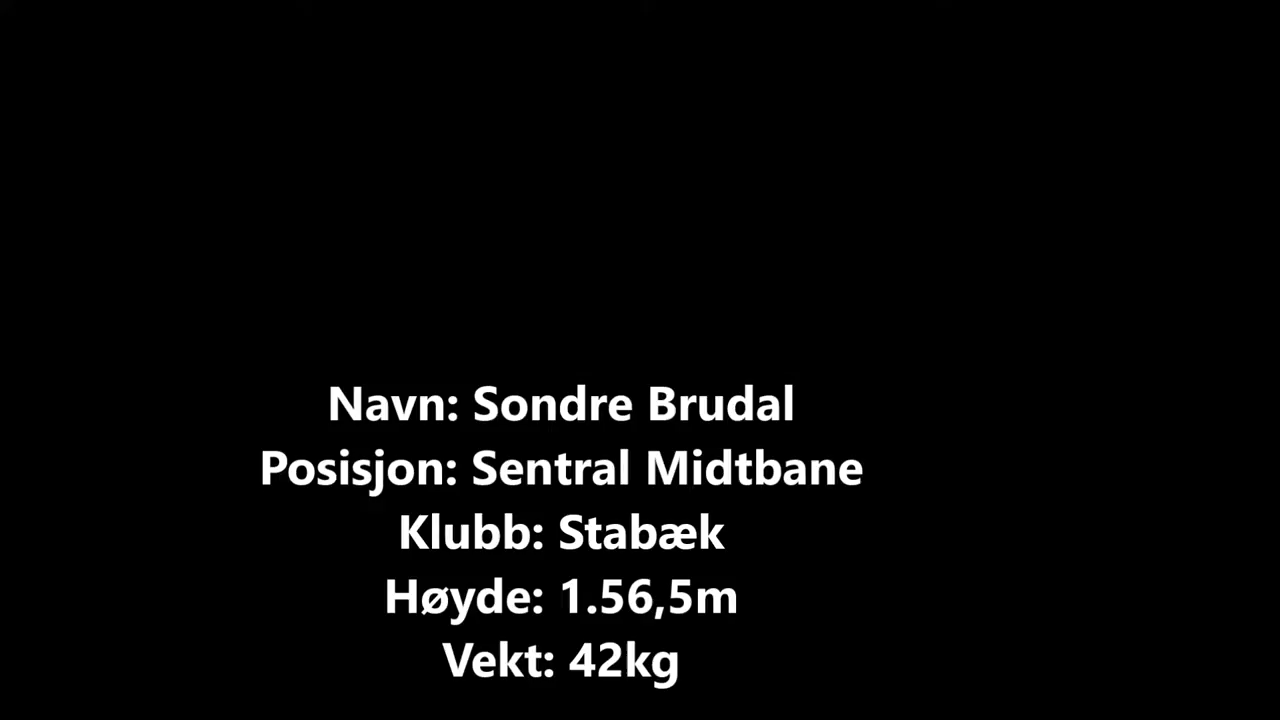 Navn: Sondre Brudal
Posisjon: Sentral Midtbane
Klubb: Stabæk
Høyde: 1.56,5m
Vekt: 42kg